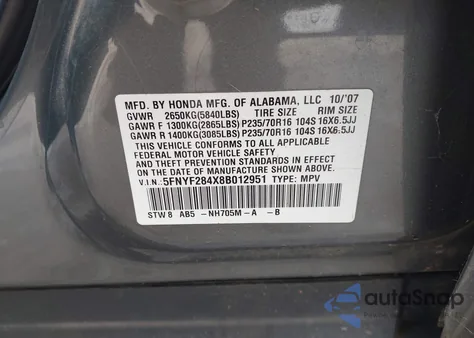 MFD. BY HONDA MFG. OF ALABAMA, LLC 10/'07
GVWR 2650KG(5840LBS) TIRE SIZE RIM SIZE
GAWR F 1300KG(2865LBS) P235/70R16 104S 16X6.5JJ
GAWR R 1400KG(3085LBS) P235/70R16 104S 16X6.5JJ
THIS VEHICLE CONFORMS TO ALL APPLICABLE
FEDERAL MOTOR VEHICLE SAFETY STANDARDS
AND THEFT PREVENTION STANDARD IN EFFECT ON
THE DATE OF MANUFACTURE SHOWN ABOVE.
V.I.N.: 5FNYF284X8B012951 TYPE: MPV
STW 8 AB5 -NH705M-A -B
autoSnap